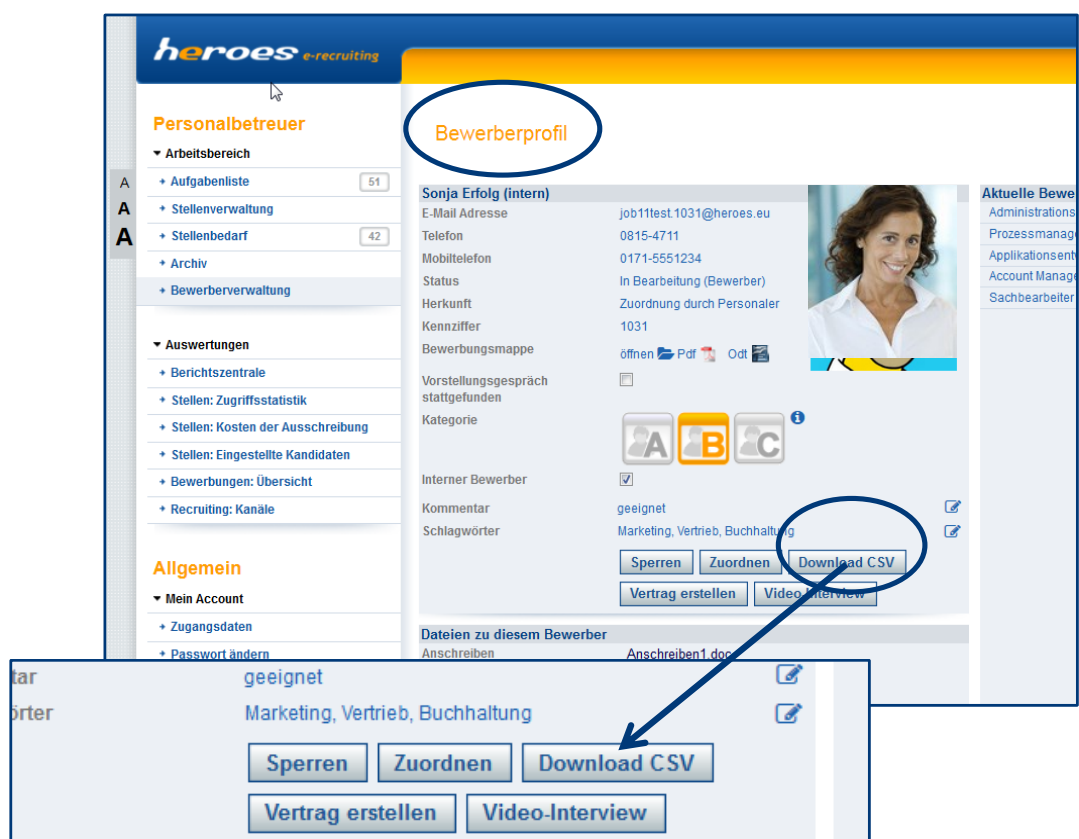 heroes e-recruiting
Personalbetreuer
Arbeitsbereich
Aufgabenliste 51
Stellenverwaltung
Stellenbedarf 42
Archiv
Bewerberverwaltung
Auswertungen
Berichtszentrale
Stellen: Zugriffsstatistik
Stellen: Kosten der Ausschreibung
Stellen: Eingestellte Kandidaten
Bewerbungen: Übersicht
Recruiting: Kanäle
Allgemein
Mein Account
Zugangsdaten
Passwort ändern
A
A
A
Bewerberprofil
Sonja Erfolg (intern)
E-Mail Adresse job11test.1031@heroes.eu
Telefon 0815-4711
Mobiltelefon 0171-5551234
Status In Bearbeitung (Bewerber)
Herkunft Zuordnung durch Personaler
Kennziffer 1031
Bewerbungsmappe öffnen Pdf Odt
Vorstellungsgespräch
stattgefunden
Kategorie A B C
Interner Bewerber
Kommentar geeignet
Schlagwörter Marketing, Vertrieb, Buchhaltung
Sperren Zuordnen Download CSV
Vertrag erstellen Video-Interview
Dateien zu diesem Bewerber
Anschreiben Anschreiben1.doc
Aktuelle Bewe
Administrations
Prozessmanage
Applikationsent
Account Manage
Sachbearbeiter
tar geeignet
örter Marketing, Vertrieb, Buchhaltung
Sperren Zuordnen Download CSV
Vertrag erstellen Video-Interview